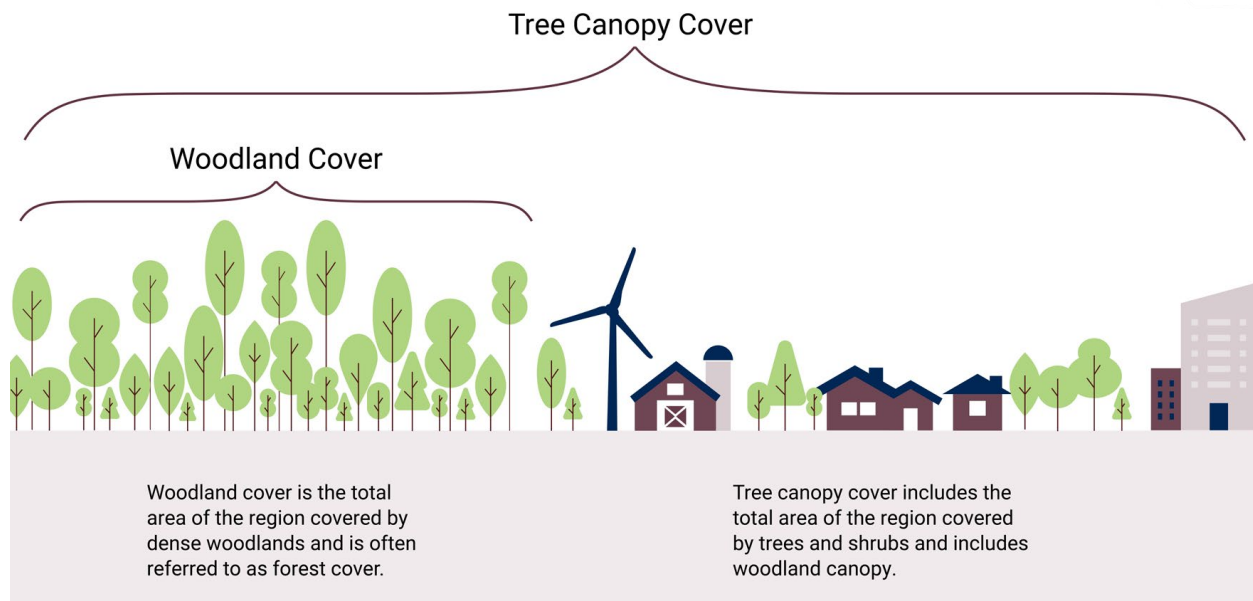 Tree Canopy Cover
Woodland Cover
Woodland cover is the total
area of the region covered by
dense woodlands and is often
referred to as forest cover.
Tree canopy cover includes the
total area of the region covered
by trees and shrubs and includes
woodland canopy.